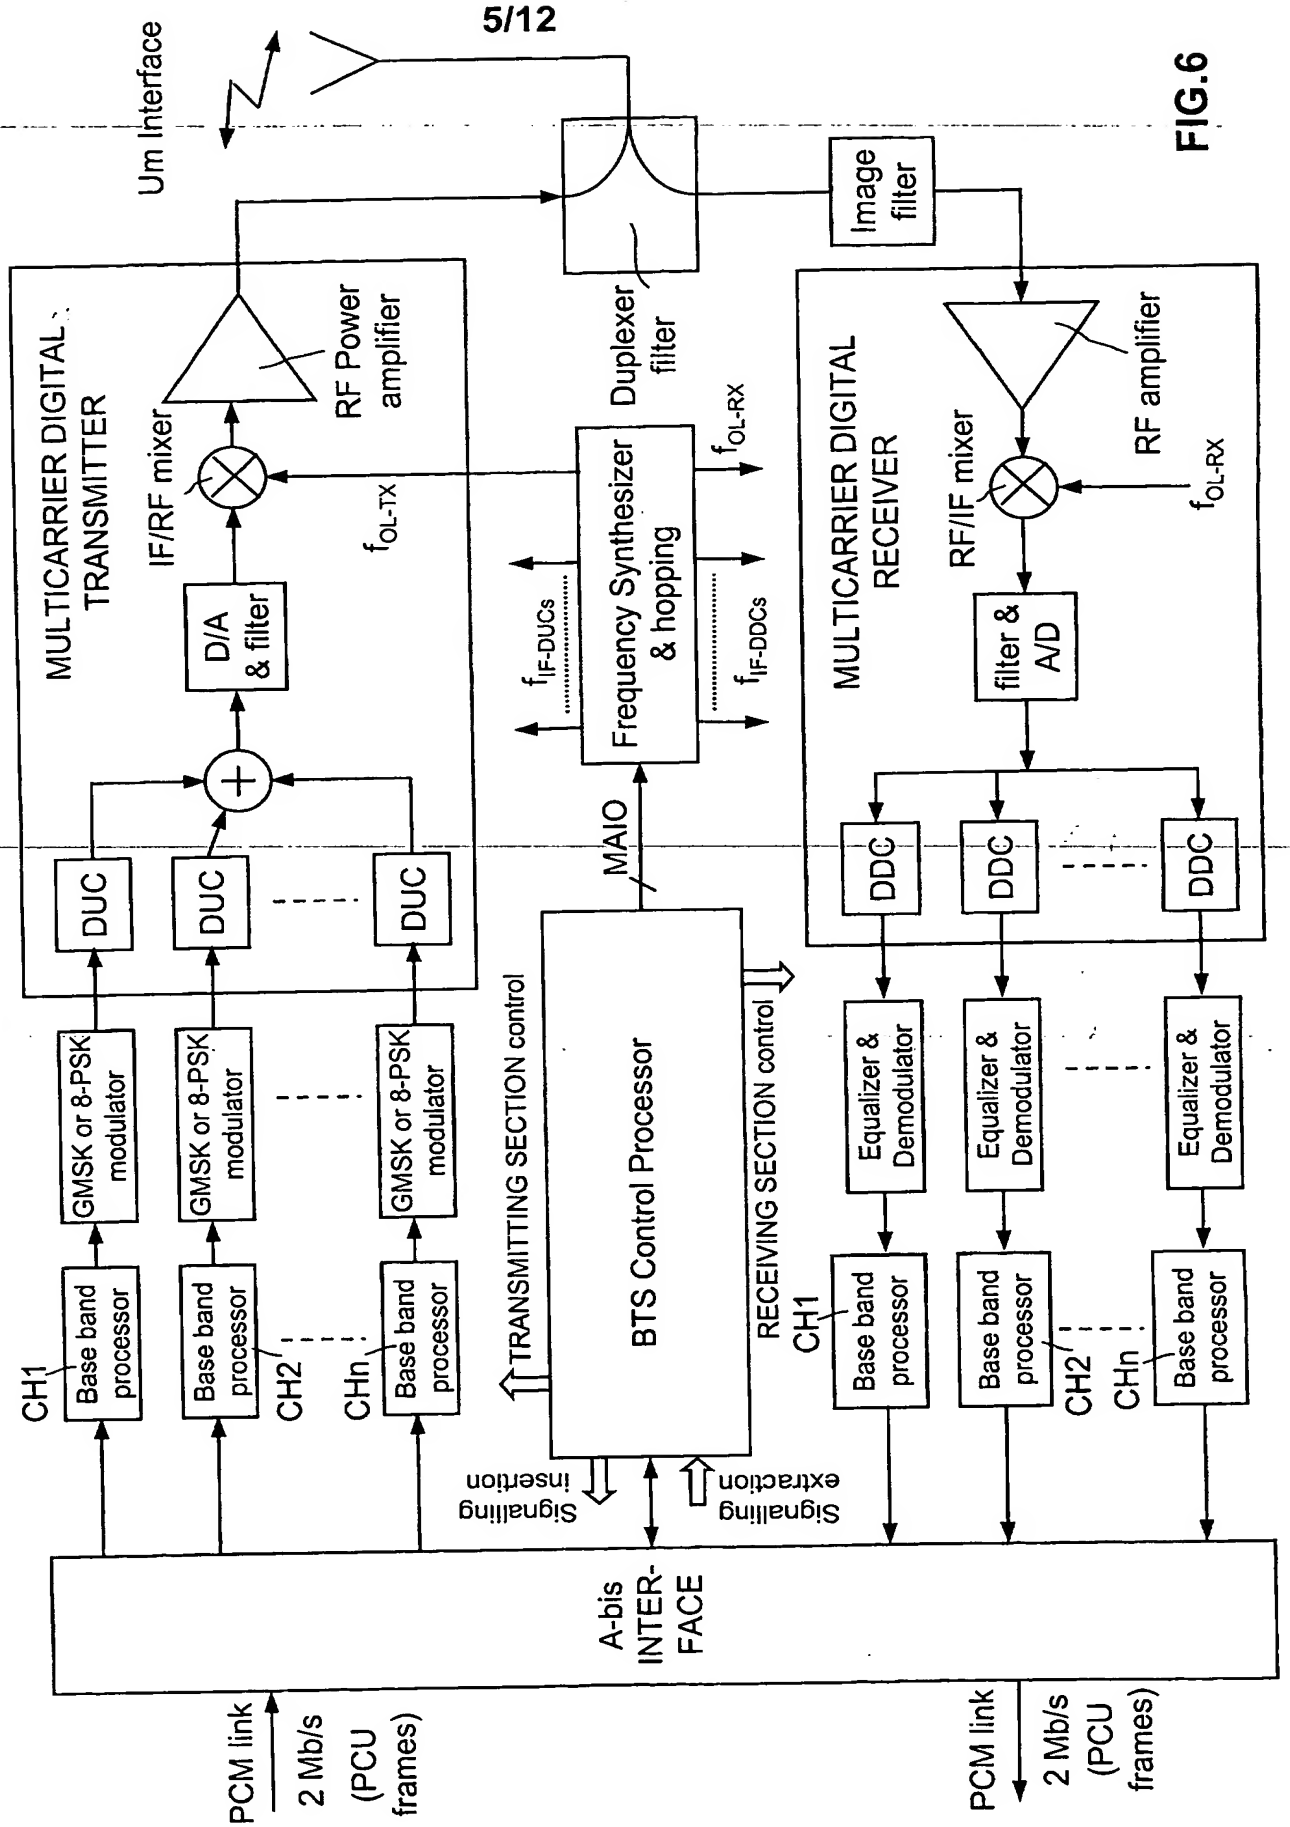 5/12
FIG.6
Um Interface
MULTICARRIER DIGITAL
TRANSMITTER
DUC
DUC
DUC
D/A
& filter
IF/RF mixer
RF Power
amplifier
fOL-TX
GMSK or 8-PSK
modulator
GMSK or 8-PSK
modulator
GMSK or 8-PSK
modulator
CH1
Base band
processor
Base band
processor
CH2
CHn
Base band
processor
PCM link
2 Mb/s
(PCU
frames)
A-bis
INTER-
FACE
Signalling
insertion
Signalling
extraction
TRANSMITTING SECTION control
BTS Control Processor
RECEIVING SECTION control
MAIO
fIF-DUCs
Frequency Synthesizer
& hopping
fIF-DDCs
fOL-RX
Duplexer
filter
Image
filter
MULTICARRIER DIGITAL
RECEIVER
RF amplifier
RF/IF mixer
fOL-RX
filter &
A/D
DDC
DDC
DDC
Equalizer &
Demodulator
Equalizer &
Demodulator
Equalizer &
Demodulator
CH1
Base band
processor
Base band
processor
CH2
CHn
Base band
processor
PCM link
2 Mb/s
(PCU
frames)